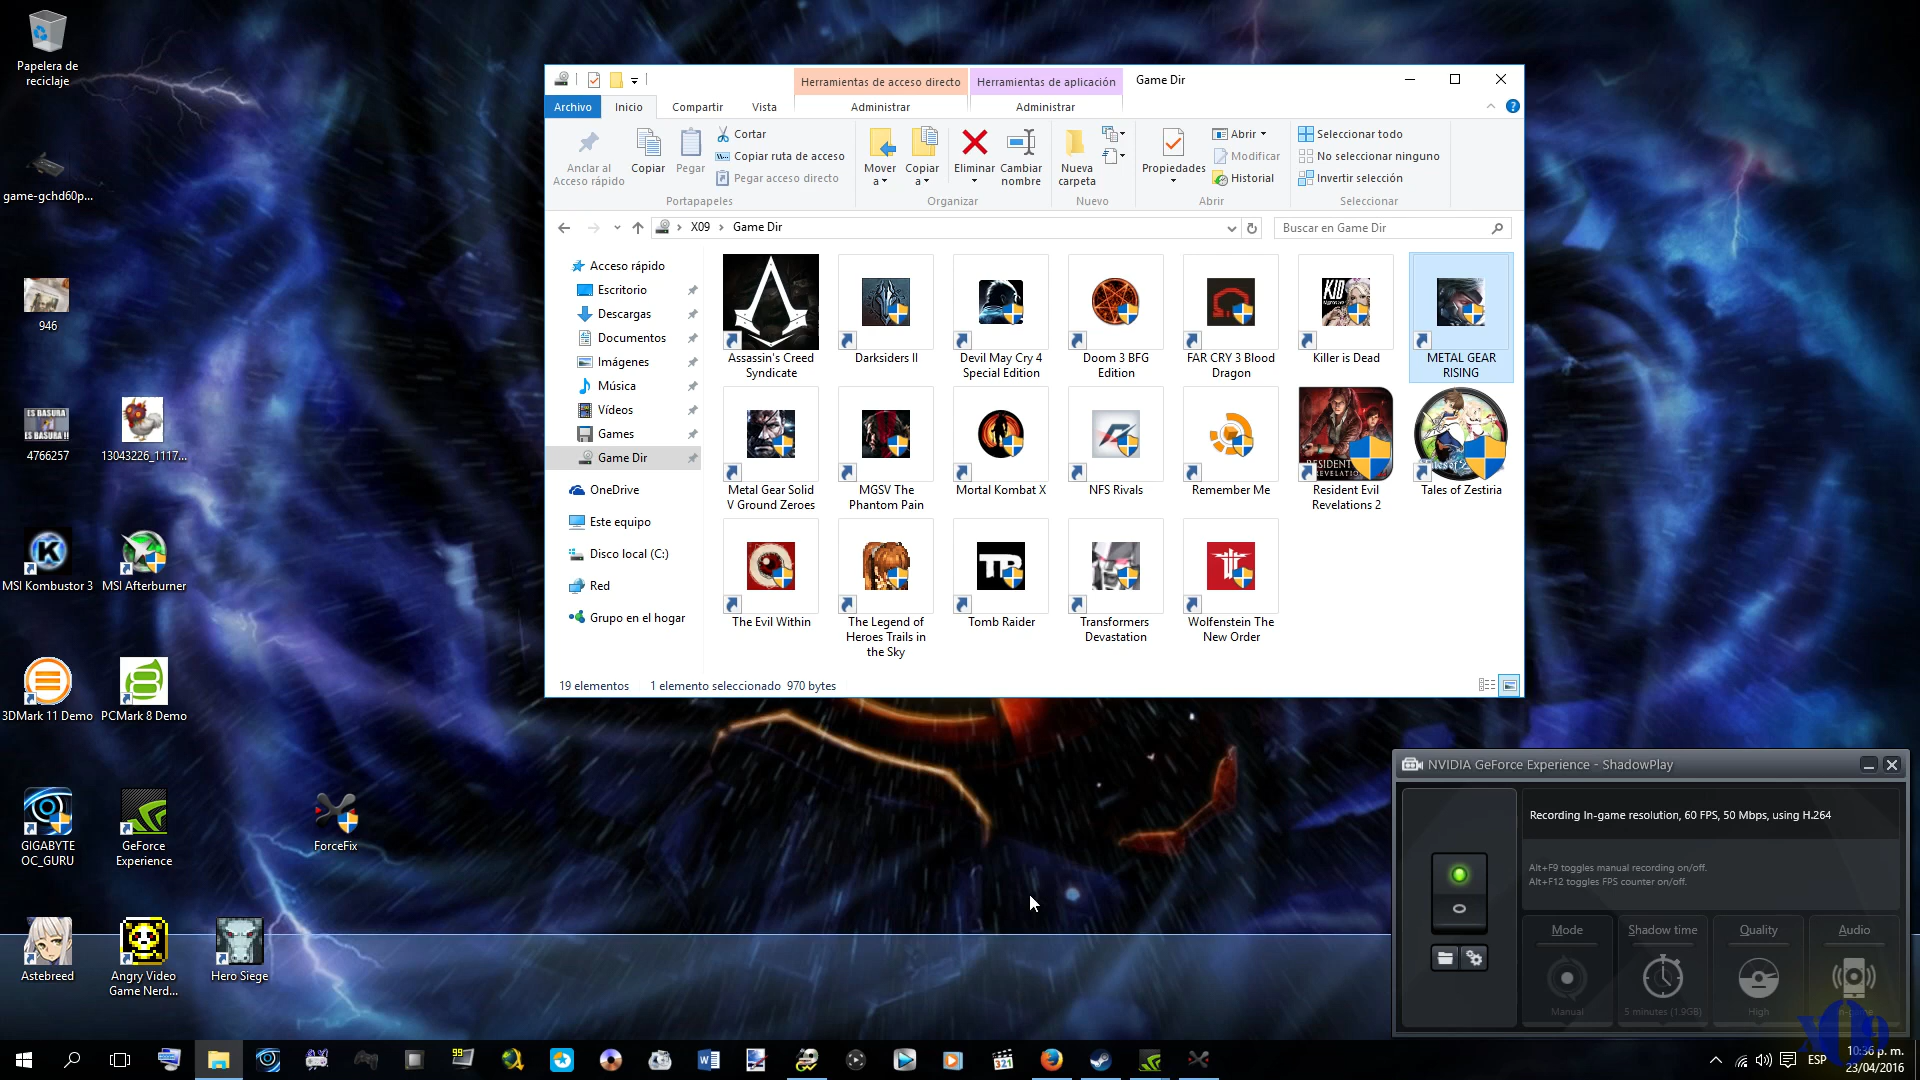 Papelera de
reciclaje
game-gchd60p...
946
ES BASURA
ES BASURA !!
4766257
13043226_1117...
MSI Kombustor 3
MSI Afterburner
3DMark 11 Demo
PCMark 8 Demo
GIGABYTE
OC_GURU
GeForce
Experience
ForceFix
Astebreed
Angry Video
Game Nerd...
Hero Siege
Herramientas de acceso directo
Herramientas de aplicación
Game Dir
Archivo
Inicio
Compartir
Vista
Administrar
Administrar
Anclar al
Acceso rápido
Copiar
Pegar
Cortar
Copiar ruta de acceso
Pegar acceso directo
Portapapeles
Mover
a
Copiar
a
Eliminar
Cambiar
nombre
Organizar
Nueva
carpeta
Nuevo
Propiedades
Abrir
Modificar
Historial
Abrir
Seleccionar todo
No seleccionar ninguno
Invertir selección
Seleccionar
X09
Game Dir
Buscar en Game Dir
Acceso rápido
Escritorio
Descargas
Documentos
Imágenes
Música
Vídeos
Games
Game Dir
OneDrive
Este equipo
Disco local (C:)
Red
Grupo en el hogar
Assassin's Creed
Syndicate
Darksiders II
Devil May Cry 4
Special Edition
Doom 3 BFG
Edition
FAR CRY 3 Blood
Dragon
Killer is Dead
METAL GEAR
RISING
Metal Gear Solid
V Ground Zeroes
MGSV The
Phantom Pain
Mortal Kombat X
NFS Rivals
Remember Me
Resident Evil
Revelations 2
Tales of Zestiria
The Evil Within
The Legend of
Heroes Trails in
the Sky
Tomb Raider
Transformers
Devastation
Wolfenstein The
New Order
19 elementos
1 elemento seleccionado
970 bytes
NVIDIA GeForce Experience - ShadowPlay
Recording In-game resolution, 60 FPS, 50 Mbps, using H.264
Alt+F9 toggles manual recording on/off.
Alt+F12 toggles FPS counter on/off.
Mode
Shadow time
Quality
Audio
Manual
5 minutes (1.9GB)
High
ESP
10:36 p. m.
23/04/2016